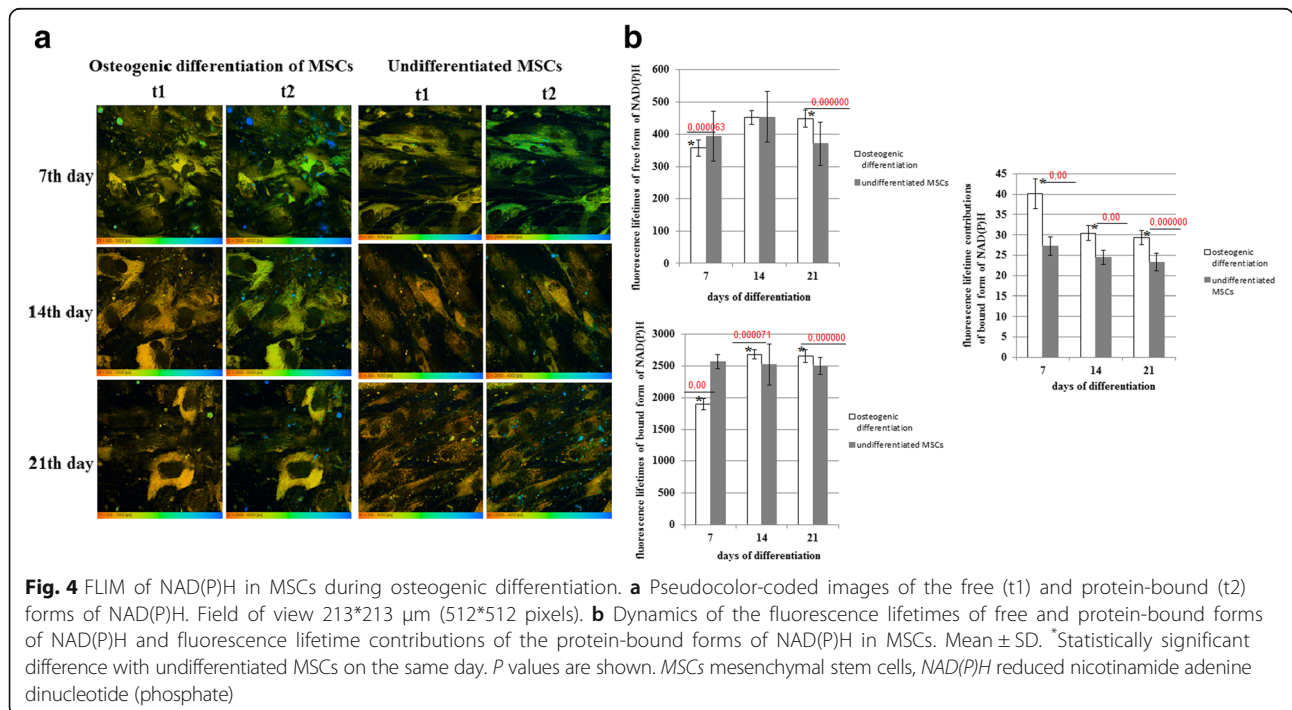 a
Osteogenic differentiation of MSCs
Undifferentiated MSCs
t1
t2
t1
t2
7th day
14th day
21th day
b
fluorescence lifetimes of free form of NAD(P)H
600
500
400
300
200
100
0
0,000063
*
0,000000
*
7
14
21
days of differentiation
osteogenic
differentiation
undifferentiated MSCs
fluorescence lifetimes of bound form of NAD(P)H
3000
2500
2000
1500
1000
500
0
0,00
*
0,000071
*
0,000000
*
7
14
21
days of differentiation
osteogenic
differentiation
undifferentiated MSCs
fluorescence lifetime contributions
of bound form of NAD(P)H
45
40
35
30
25
20
15
10
5
0
*
0,00
*
0,00
*
0,000000
7
14
21
days of differentiation
osteogenic
differentiation
undifferentiated
MSCs
Fig. 4 FLIM of NAD(P)H in MSCs during osteogenic differentiation. a Pseudocolor-coded images of the free (t1) and protein-bound (t2)
forms of NAD(P)H. Field of view 213*213 µm (512*512 pixels). b Dynamics of the fluorescence lifetimes of free and protein-bound forms
of NAD(P)H and fluorescence lifetime contributions of the protein-bound forms of NAD(P)H in MSCs. Mean ± SD. *Statistically significant
difference with undifferentiated MSCs on the same day. P values are shown. MSCs mesenchymal stem cells, NAD(P)H reduced nicotinamide adenine
dinucleotide (phosphate)